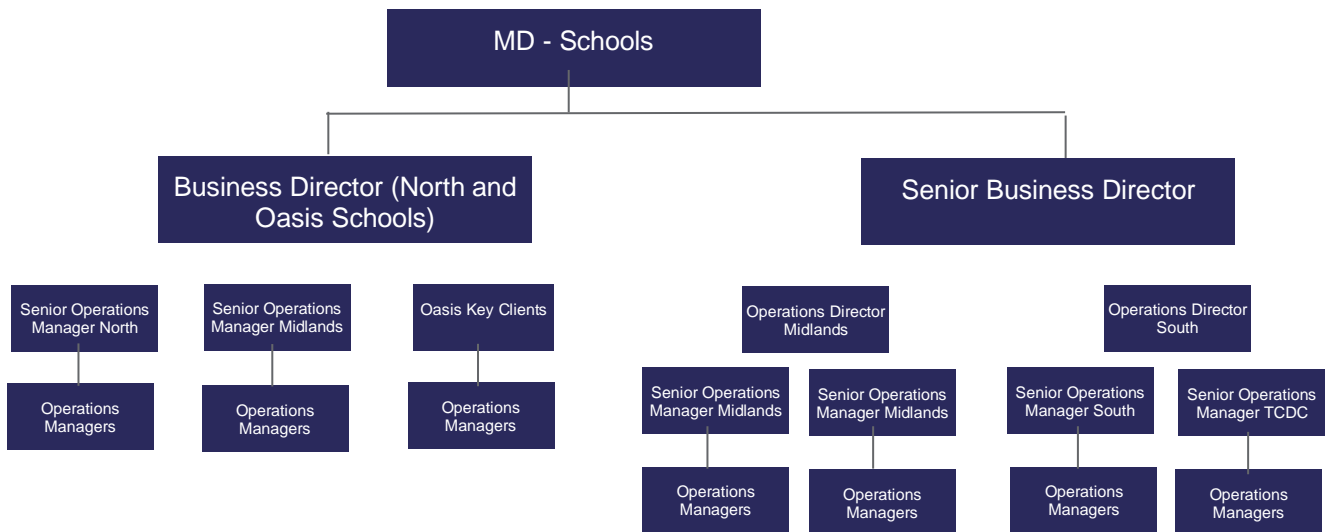 MD - Schools
Business Director (North and
Oasis Schools)
Senior Business Director
Senior Operations
Manager North
Senior Operations
Manager Midlands
Oasis Key Clients
Operations Director
Midlands
Operations Director
South
Operations
Managers
Operations
Managers
Operations
Managers
Senior Operations
Manager Midlands
Senior Operations
Manager Midlands
Senior Operations
Manager South
Senior Operations
Manager TCDC
Operations
Managers
Operations
Managers
Operations
Managers
Operations
Managers